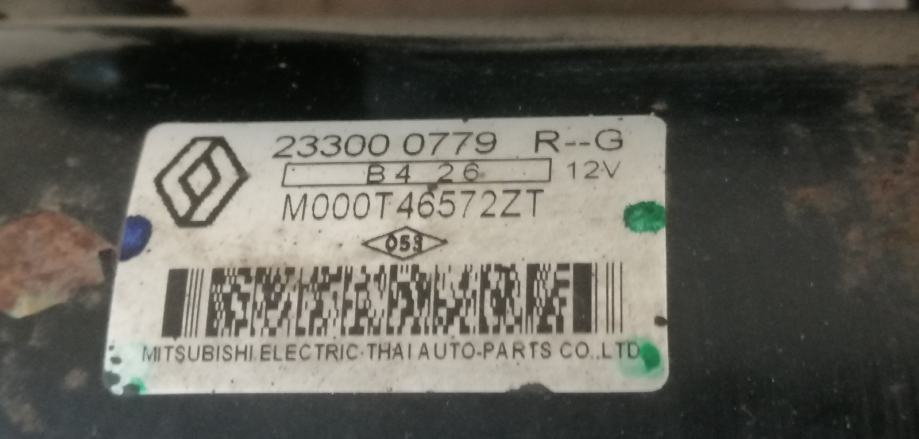 23300 0779 R--G
B4 26 12V
M000T46572ZT
053
MITSUBISHI ELECTRIC THAI AUTO-PARTS CO.,LTD.